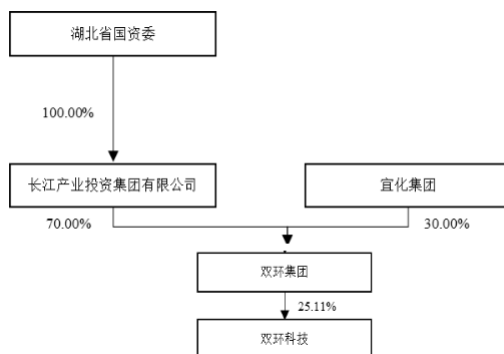 湖北省国资委
100.00%
长江产业投资集团有限公司
宜化集团
70.00%
30.00%
双环集团
25.11%
双环科技